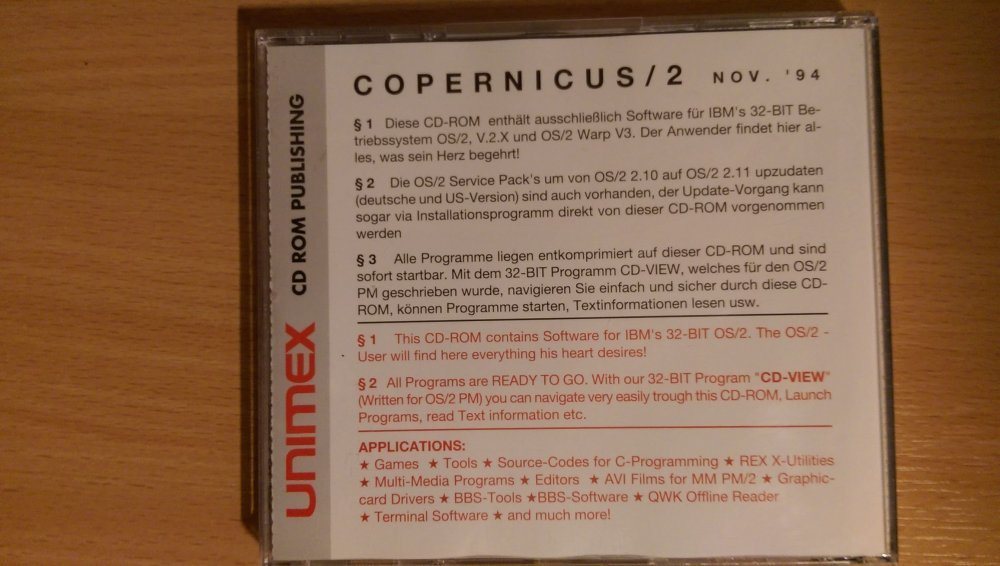 COPERNICUS/2 NOV. '94
§ 1 Diese CD-ROM enthält ausschließlich Software für IBM's 32-BIT Be-
triebssystem OS/2, V.2.X und OS/2 Warp V3. Der Anwender findet hier al-
les, was sein Herz begehrt!
§ 2 Die OS/2 Service Pack's um von OS/2 2.10 auf OS/2 2.11 upzudaten
(deutsche und US-Version) sind auch vorhanden, der Update-Vorgang kann
sogar via Installationsprogramm direkt von dieser CD-ROM vorgenommen
werden
§ 3 Alle Programme liegen entkomprimiert auf dieser CD-ROM und sind
sofort startbar. Mit dem 32-BIT Programm CD-VIEW, welches für den OS/2
PM geschrieben wurde, navigieren Sie einfach und sicher durch diese CD-
ROM, können Programme starten, Textinformationen lesen usw.
§ 1 This CD-ROM contains Software for IBM's 32-BIT OS/2. The OS/2 -
User will find here everything his heart desires!
§ 2 All Programs are READY TO GO. With our 32-BIT Program "CD-VIEW"
(Written for OS/2 PM) you can navigate very easily trough this CD-ROM, Launch
Programs, read Text information etc.
APPLICATIONS:
★ Games ★ Tools ★ Source-Codes for C-Programming ★ REX X-Utilities
★ Multi-Media Programs ★ Editors ★ AVI Films for MM PM/2 ★ Graphic-
card Drivers ★ BBS-Tools ★BBS-Software ★ QWK Offline Reader
★ Terminal Software ★ and much more!
UNIMEX CD ROM PUBLISHING